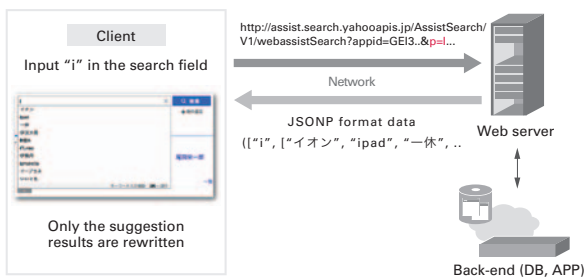 Client
Input “i” in the search field
Only the suggestion
results are rewritten
http://assist.search.yahooapis.jp/AssistSearch/
V1/webassistSearch?appid=GEI3..&p=I...
Network
JSONP format data
([“i”, [“イオン”, “ipad”, “一休”, ..
Web server
Back-end (DB, APP)